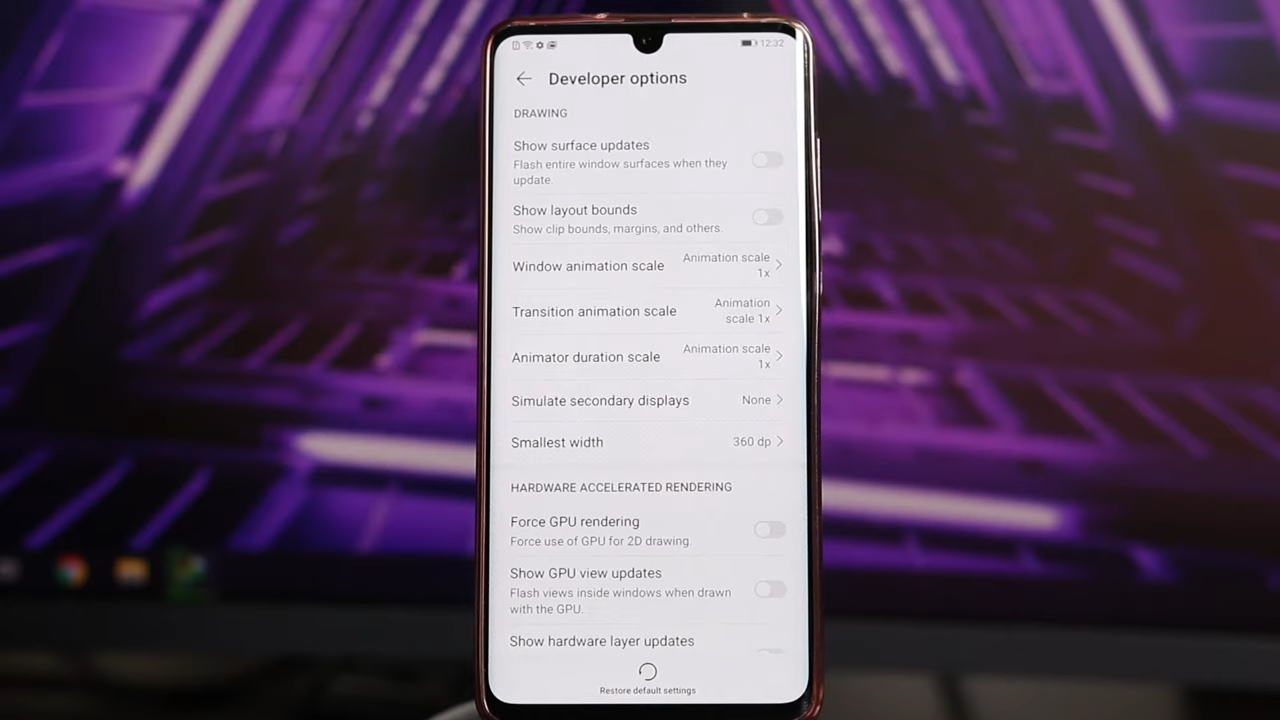 12:32
Developer options
DRAWING
Show surface updates
Flash entire window surfaces when they
update.
Show layout bounds
Show clip bounds, margins, and others.
Window animation scale
Animation scale
1x
Transition animation scale
Animation
scale 1x
Animator duration scale
Animation scale
1x
Simulate secondary displays
None
Smallest width
360 dp
HARDWARE ACCELERATED RENDERING
Force GPU rendering
Force use of GPU for 2D drawing.
Show GPU view updates
Flash views inside windows when drawn
with the GPU.
Show hardware layer updates
Restore default settings